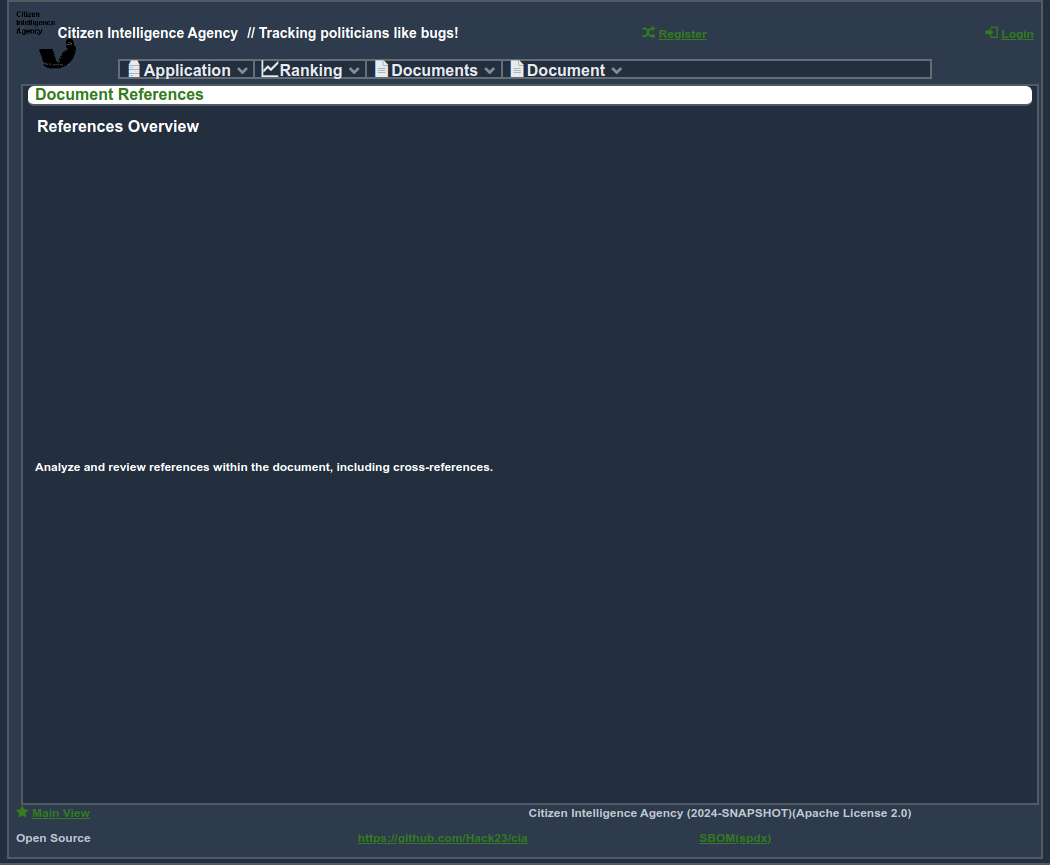 Citizen
Intelligence
Agency
Citizen Intelligence Agency // Tracking politicians like bugs!
Register
Login
Application
Ranking
Documents
Document
Document References
References Overview
Analyze and review references within the document, including cross-references.
Main View
Citizen Intelligence Agency (2024-SNAPSHOT)(Apache License 2.0)
Open Source
https://github.com/Hack23/cia
SBOM(spdx)